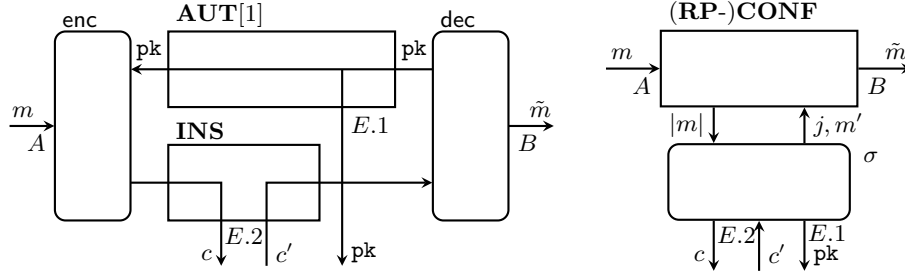 enc AUT[1] dec (RP-)CONF
pk pk
m m̃ m m̃
A E.1 B A B
INS |m| j, m′
σ
E.2 E.2 E.1
c c′ pk c c′ pk